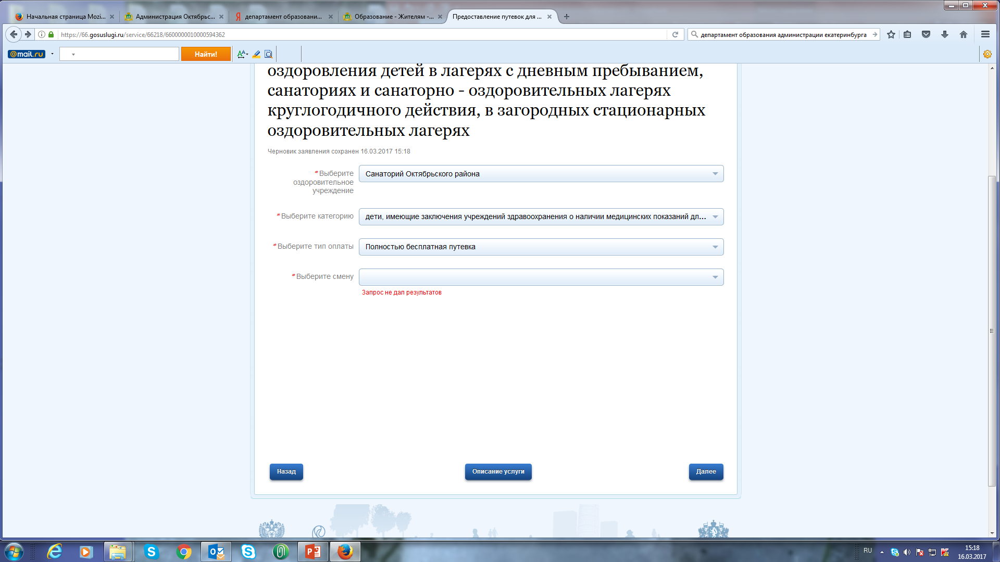 Начальная страница Mozi...
Администрация Октябрьс...
департамент образовани...
Образование - Жителям -...
Предоставление путевок для ...
https://66.gosuslugi.ru/service/66218/6600000010000594362
департамент образования администрации екатеринбурга
@mail.ru
Найти!
оздоровления детей в лагерях с дневным пребыванием,
санаториях и санаторно - оздоровительных лагерях
круглогодичного действия, в загородных стационарных
оздоровительных лагерях
Черновик заявления сохранен 16.03.2017 15:18
*Выберите
оздоровительное
учреждение
Санаторий Октябрьского района
*Выберите категорию
дети, имеющие заключения учреждений здравоохранения о наличии медицинских показаний дл...
*Выберите тип оплаты
Полностью бесплатная путевка
*Выберите смену
Запрос не дал результатов
Назад
Описание услуги
Далее
RU
15:18
16.03.2017